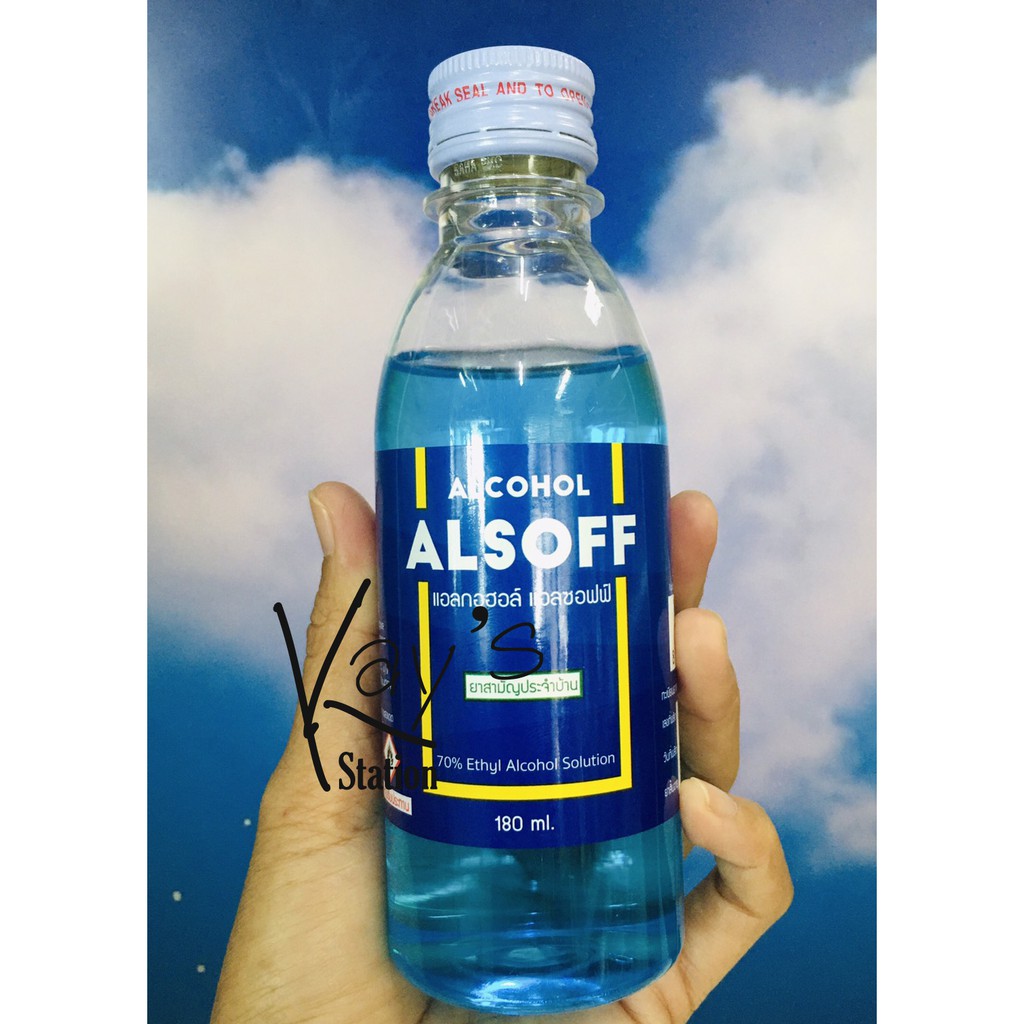 BREAK SEAL AND TO OPEN
SAHA
ALCOHOL
ALSOFF
แอลกอฮอล์ แอลซอฟฟ์
Kay's
ยาสามัญประจำบ้าน
Station
70% Ethyl Alcohol Solution
180 ml.